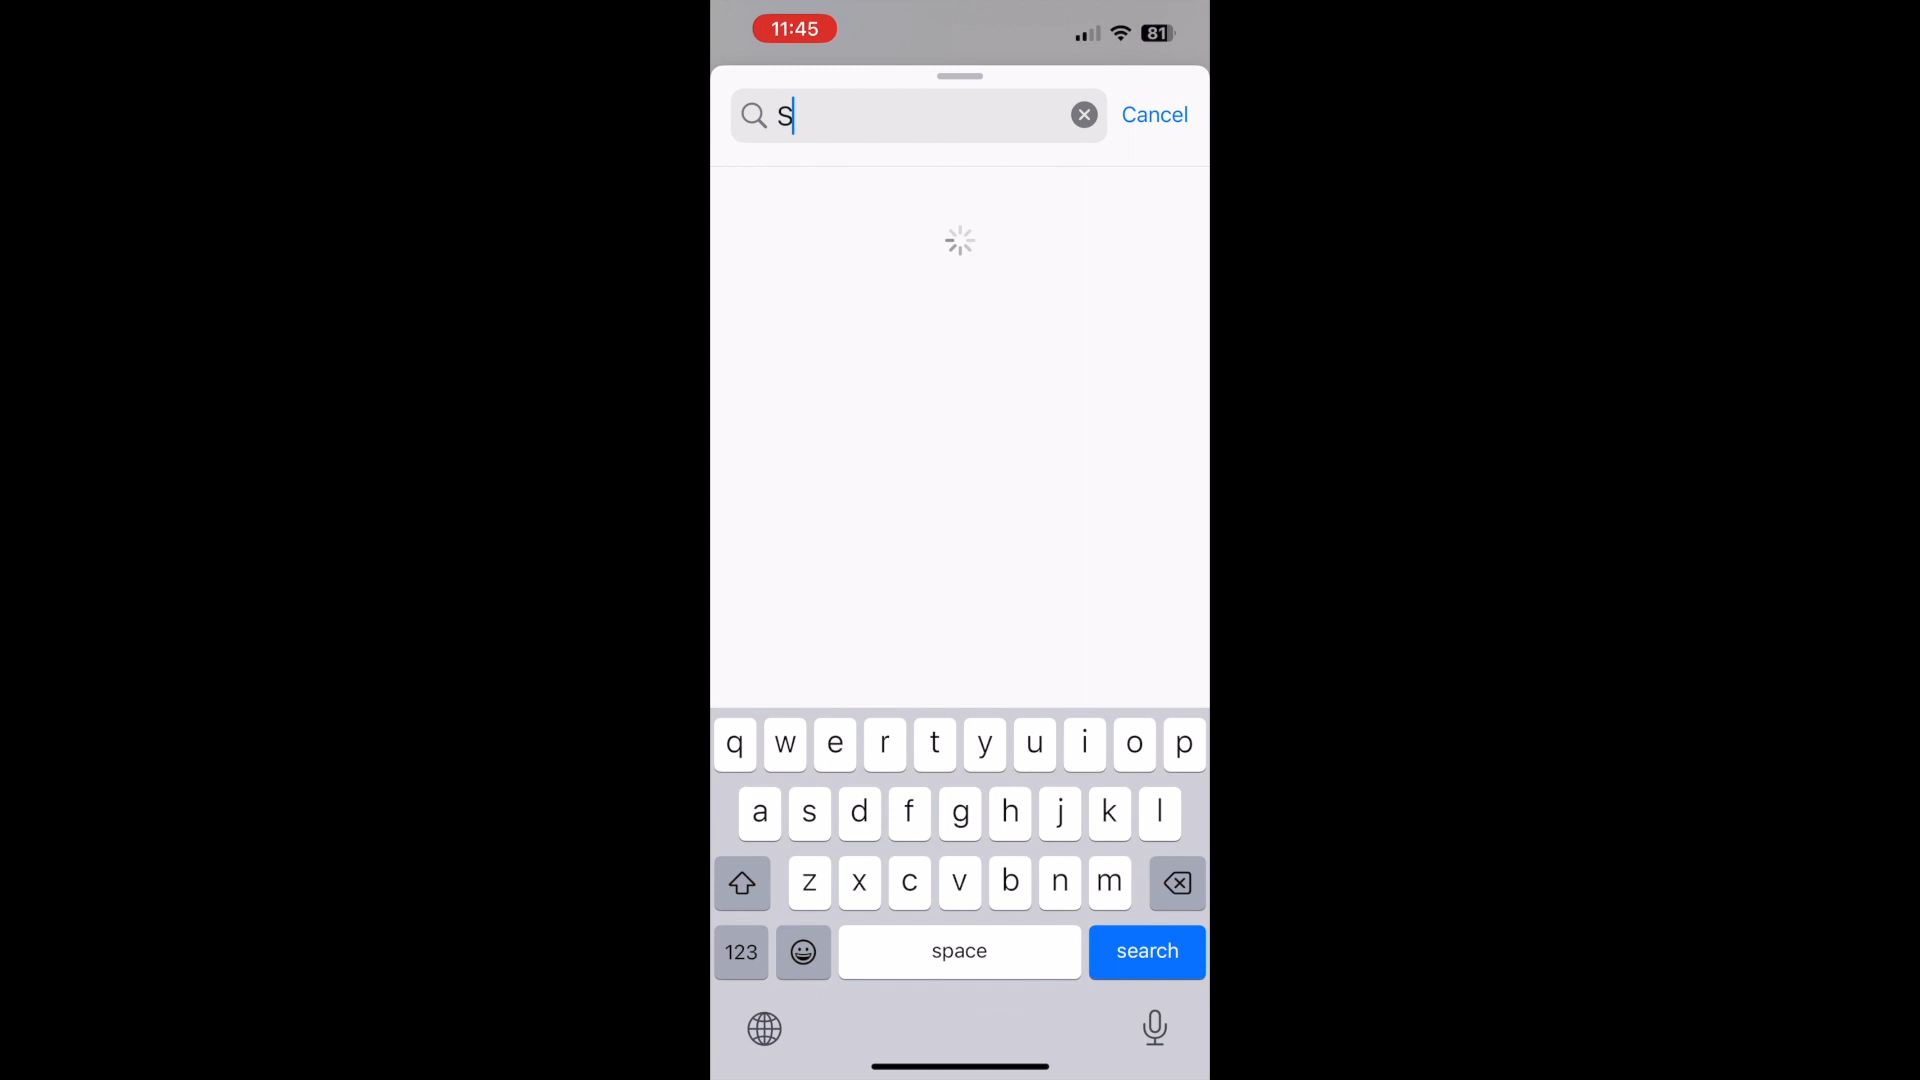 11:45
81
S
Cancel
q w e r t y u i o p
a s d f g h j k l
z x c v b n m
123 space search